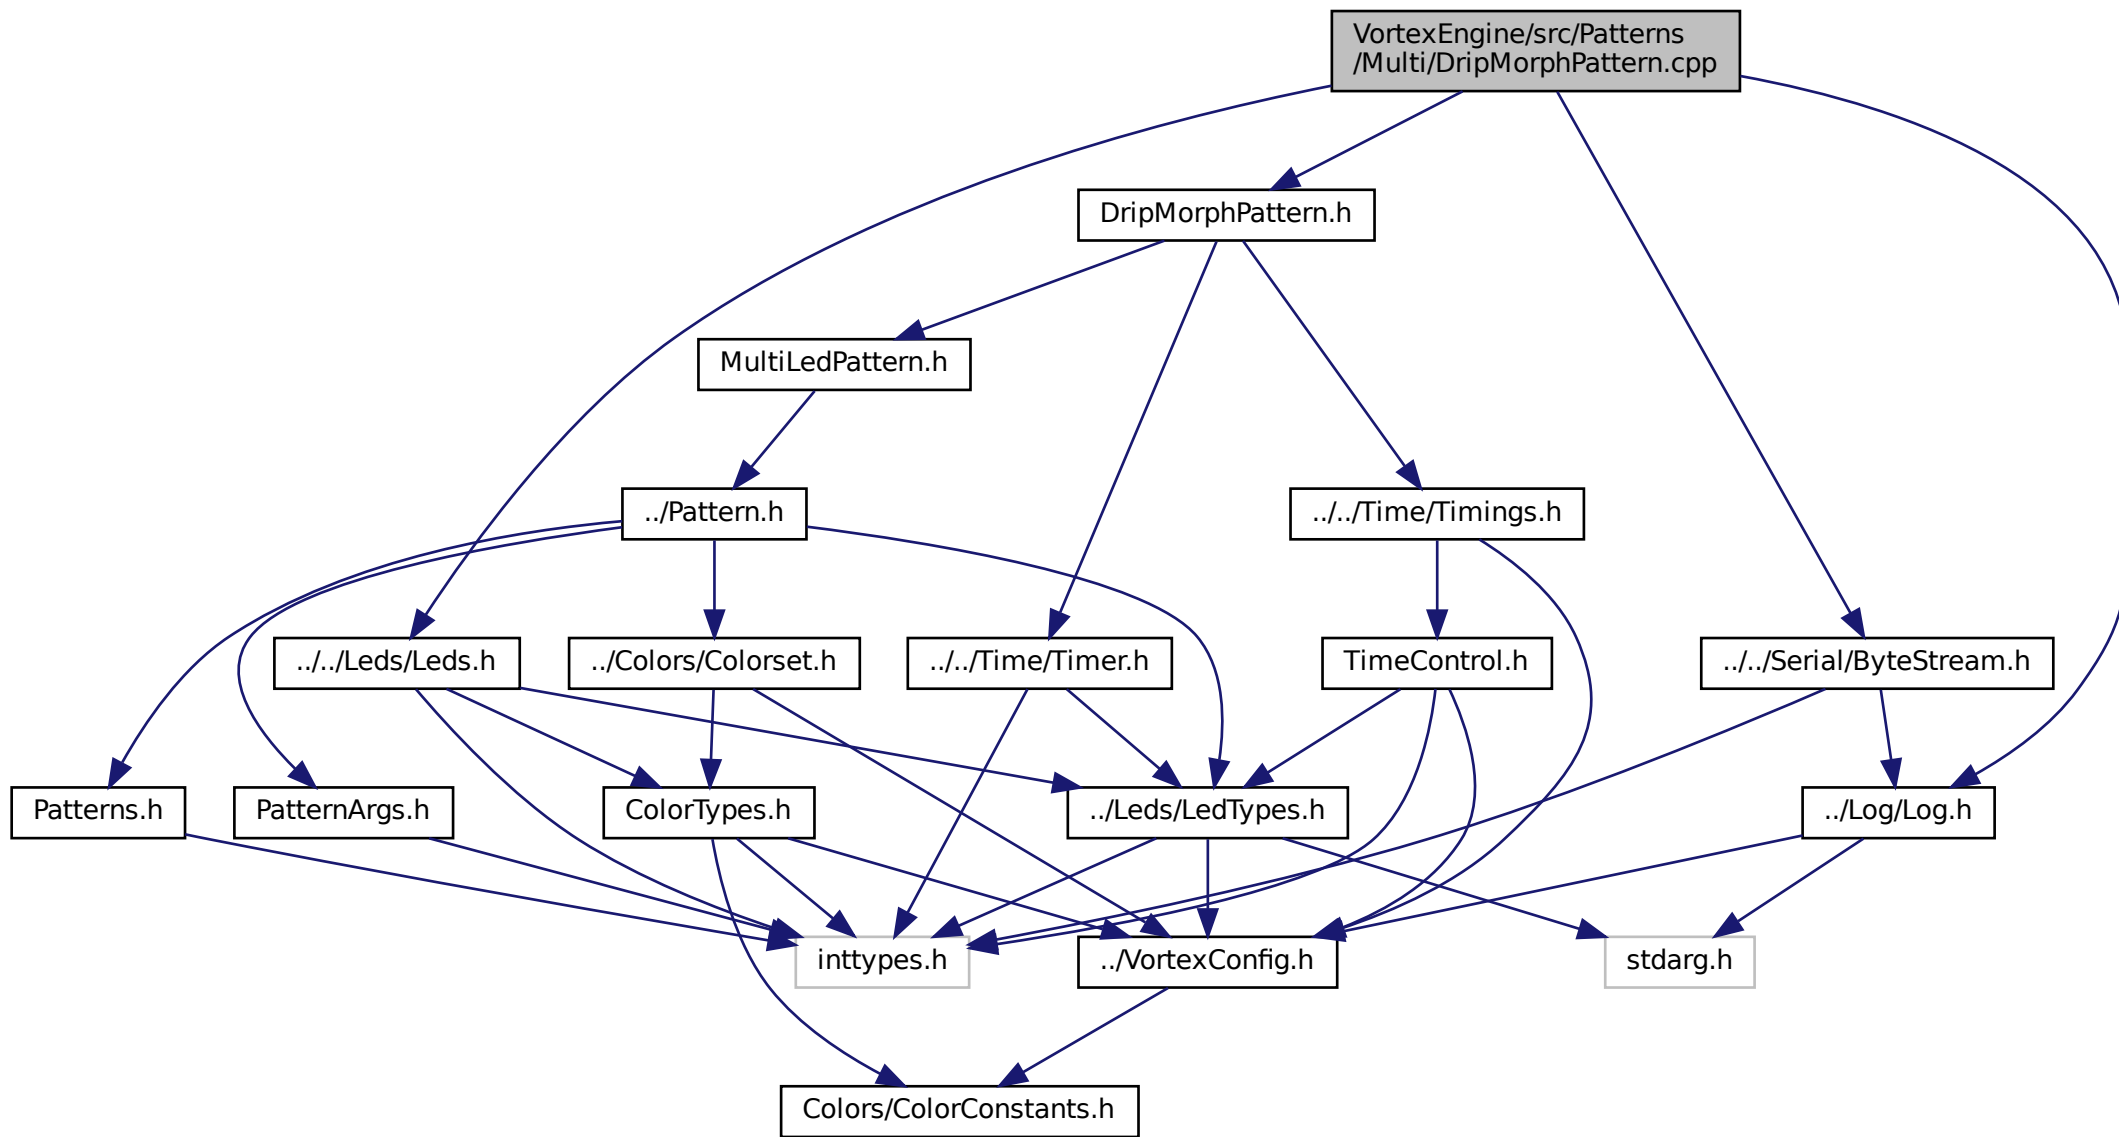 VortexEngine/src/Patterns
/Multi/DripMorphPattern.cpp
DripMorphPattern.h
MultiLedPattern.h
../Pattern.h
../../Time/Timings.h
../../Leds/Leds.h
../Colors/Colorset.h
../../Time/Timer.h
TimeControl.h
../../Serial/ByteStream.h
Patterns.h
PatternArgs.h
ColorTypes.h
../Leds/LedTypes.h
../Log/Log.h
inttypes.h
../VortexConfig.h
stdarg.h
Colors/ColorConstants.h